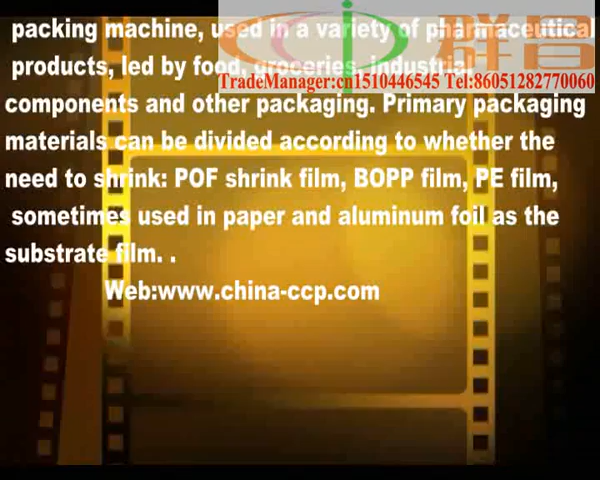 packing machine, used in a variety of pharmaceutical
products, led by food, groceries, industrial
TradeManager:cn1510446545 Tel:86051282770060
components and other packaging. Primary packaging
materials can be divided according to whether the
need to shrink: POF shrink film, BOPP film, PE film,
sometimes used in paper and aluminum foil as the
substrate film. .
Web:www.china-ccp.com